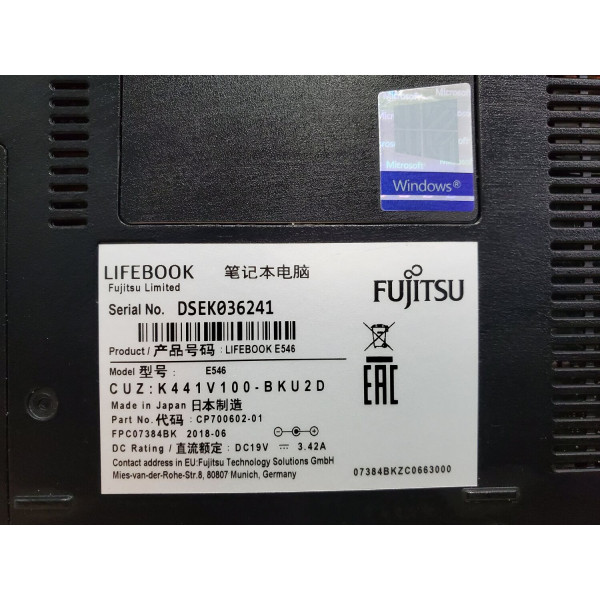 Microsoft
Microsoft
Windows®
LIFEBOOK 笔记本电脑
Fujitsu Limited
FUJITSU
Serial No. DSEK036241
Product / 产品号码 : LIFEBOOK E546
Model 型号 : E546
CUZ:K441V100-BKU2D
EAC
Made in Japan 日本制造
Part No. 代码 : CP700602-01
FPC07384BK 2018-06
DC Rating / 直流额定 : DC19V 3.42A
Contact address in EU:Fujitsu Technology Solutions GmbH
07384BKZC0663000
Mies-van-der-Rohe-Str.8, 80807 Munich, Germany